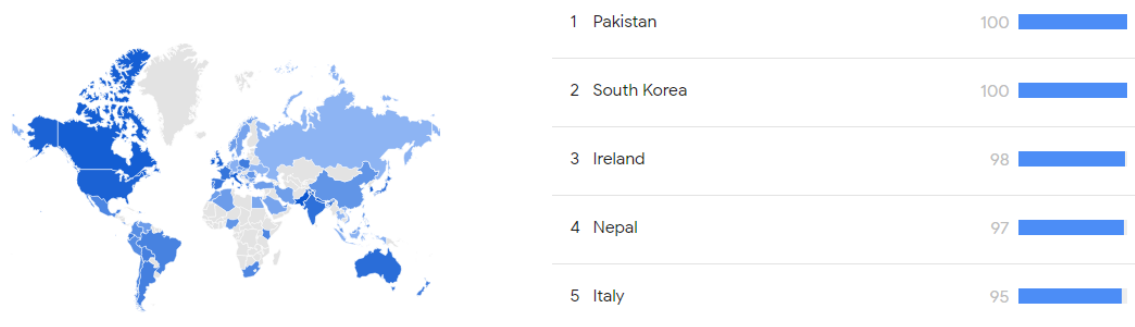 1 Pakistan 100
2 South Korea 100
3 Ireland 98
4 Nepal 97
5 Italy 95